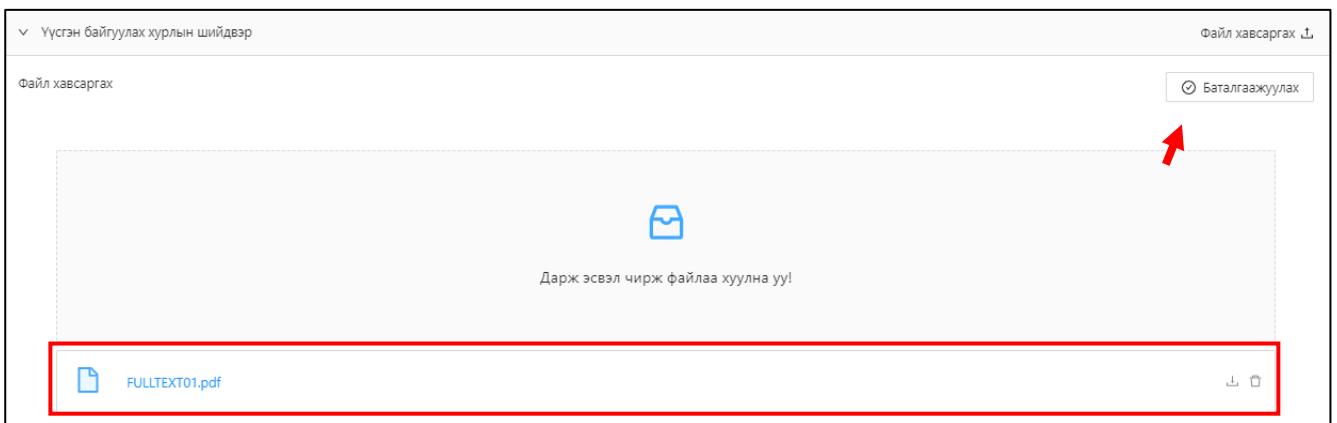 Үүсгэн байгуулах хурлын шийдвэр
Файл хавсаргах
Файл хавсаргах
Баталгаажуулах
Дарж эсвэл чирж файлаа хуулна уу!
FULLTEXT01.pdf